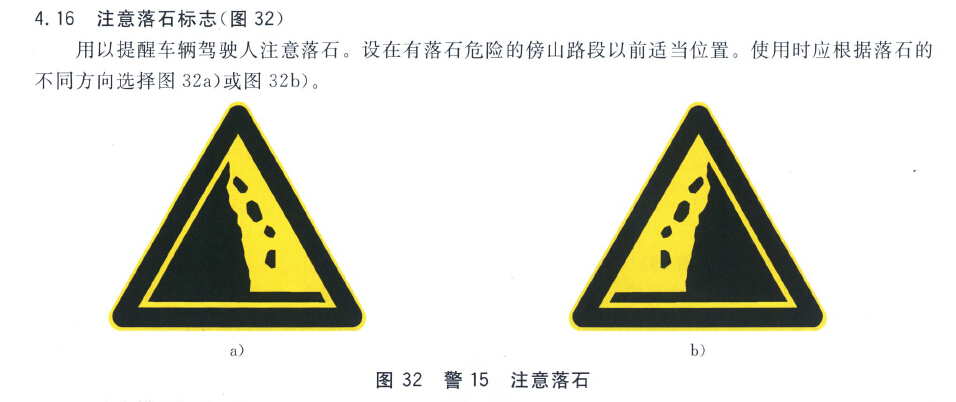 4.16 注意落石标志(图 32)
用以提醒车辆驾驶人注意落石。设在有落石危险的傍山路段以前适当位置。使用时应根据落石的
不同方向选择图 32a)或图 32b)。
a)
b)
图 32 警 15 注意落石